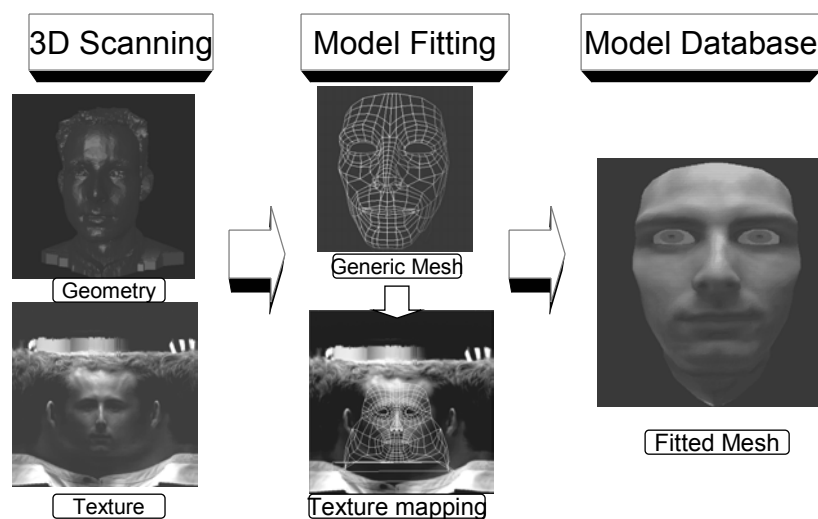 3D Scanning
Model Fitting
Model Database
Geometry
Generic Mesh
Texture
Texture mapping
Fitted Mesh